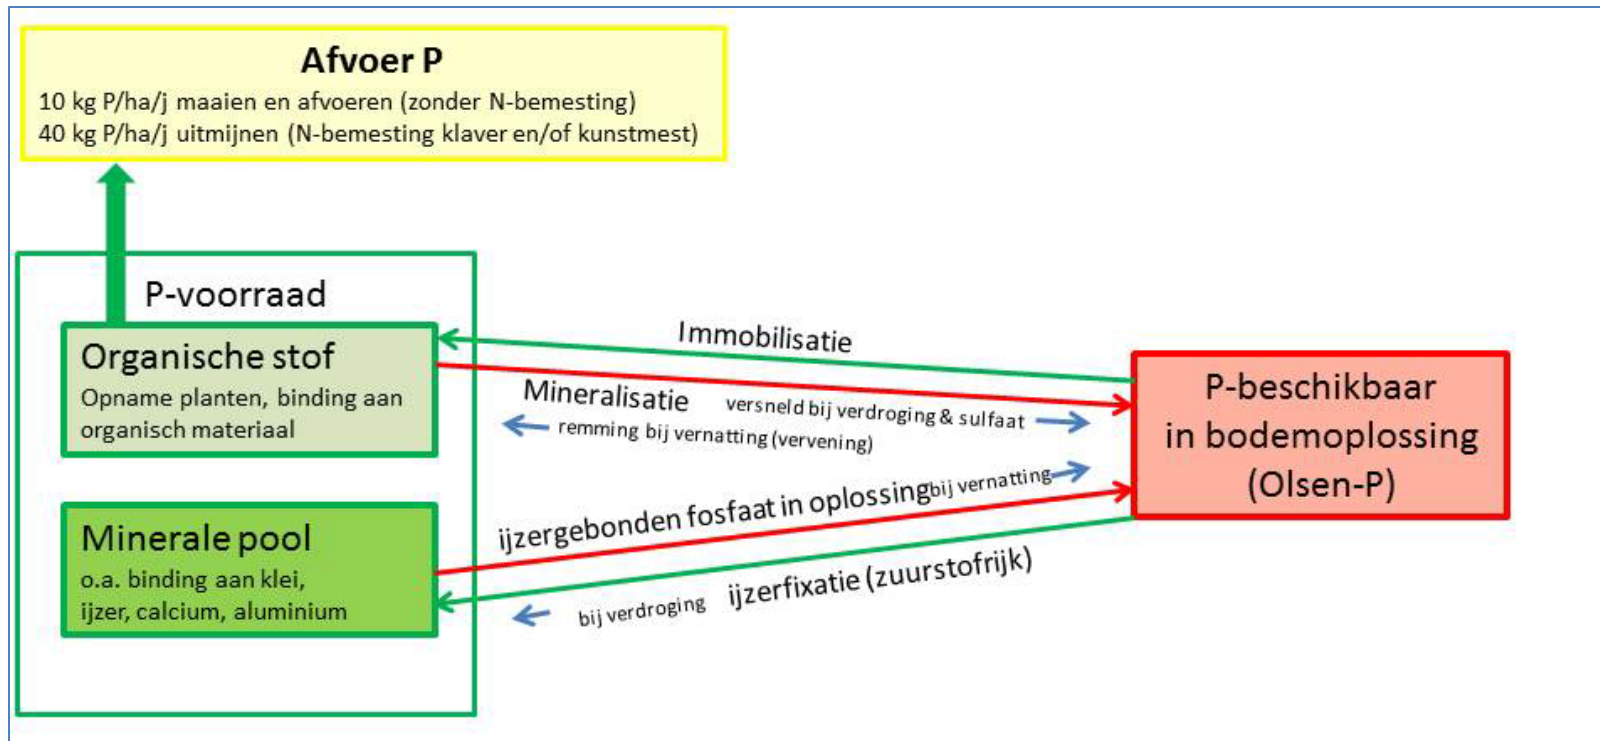 Afvoer P
10 kg P/ha/j maaien en afvoeren (zonder N-bemesting)
40 kg P/ha/j uitmijnen (N-bemesting klaver en/of kunstmest)
P-voorraad
Organische stof
Opname planten, binding aan
organisch materiaal
Minerale pool
o.a. binding aan klei,
ijzer, calcium, aluminium
Immobilisatie
Mineralisatie versneld bij verdroging & sulfaat
remming bij vernatting (vervening)
ijzergebonden fosfaat in oplossing bij vernatting
bij verdroging ijzerfixatie (zuurstofrijk)
P-beschikbaar
in bodemoplossing
(Olsen-P)